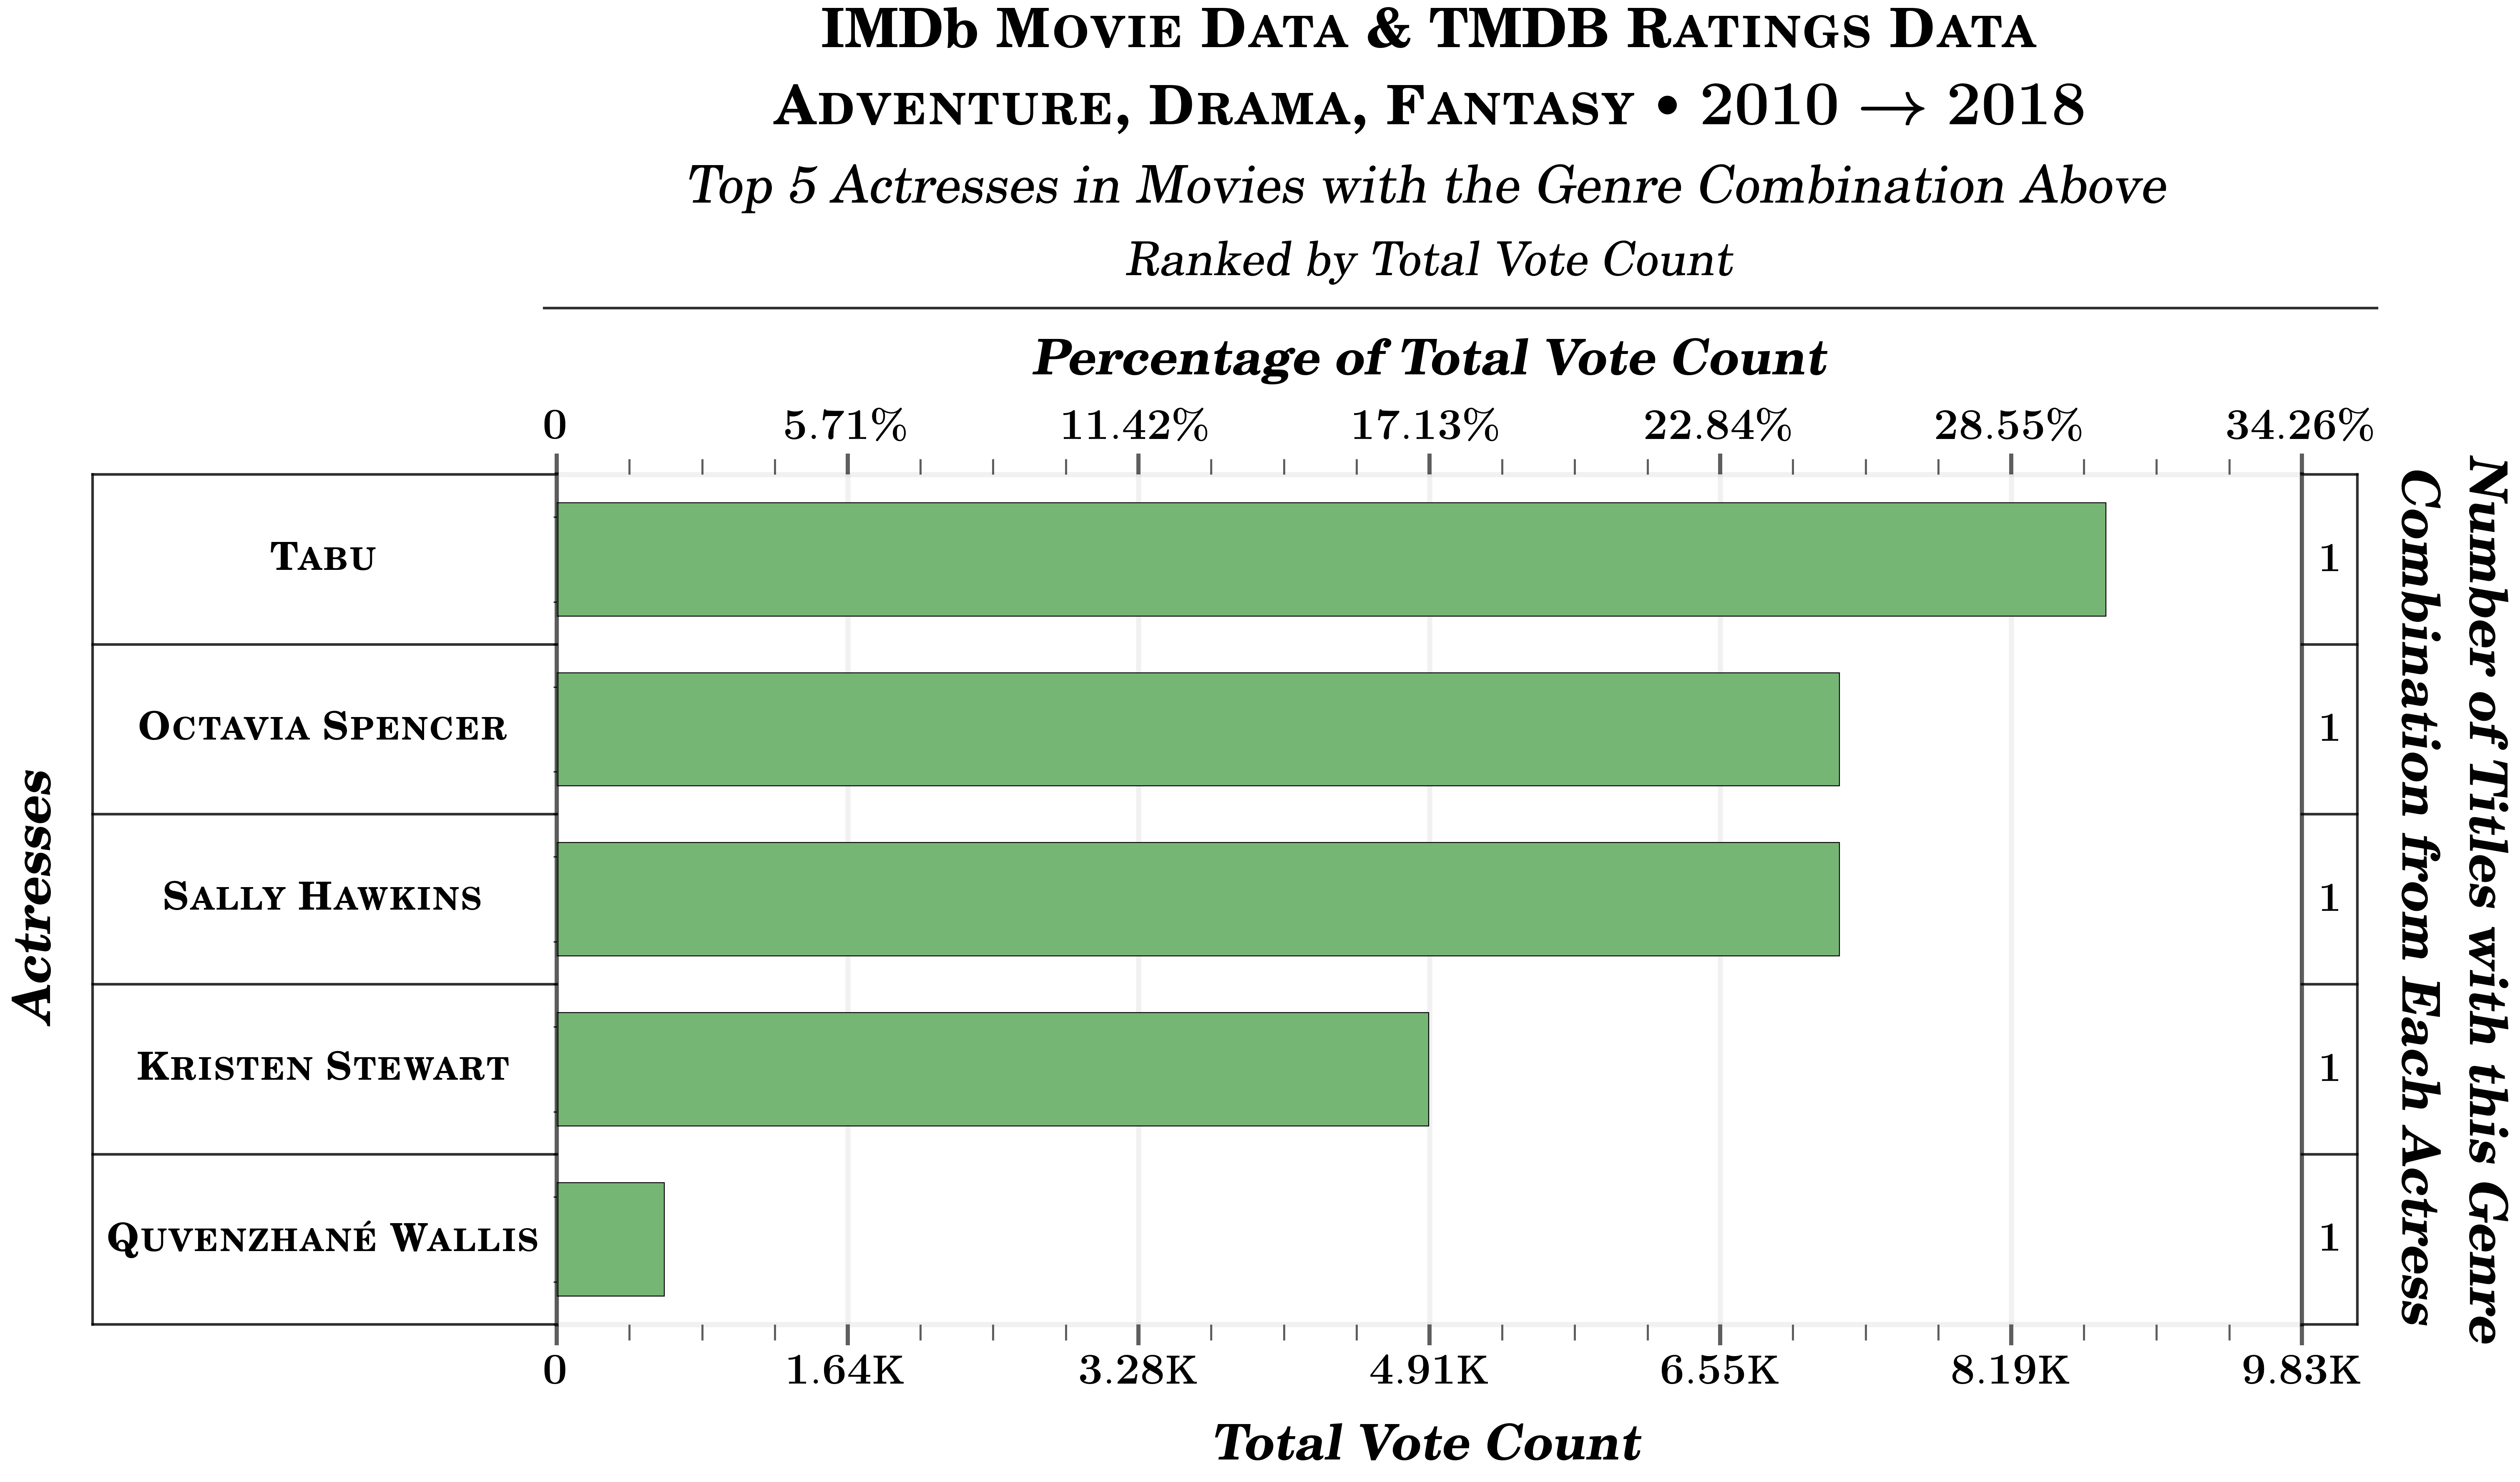 IMDb Movie Data & TMDB Ratings Data
Adventure, Drama, Fantasy • 2010 → 2018
Top 5 Actresses in Movies with the Genre Combination Above
Ranked by Total Vote Count
Percentage of Total Vote Count
0 5.71% 11.42% 17.13% 22.84% 28.55% 34.26%
Actresses
Tabu 1
Octavia Spencer 1
Sally Hawkins 1
Kristen Stewart 1
Quvenzhané Wallis 1
Number of Titles with this Genre
Combination from Each Actress
0 1.64K 3.28K 4.91K 6.55K 8.19K 9.83K
Total Vote Count